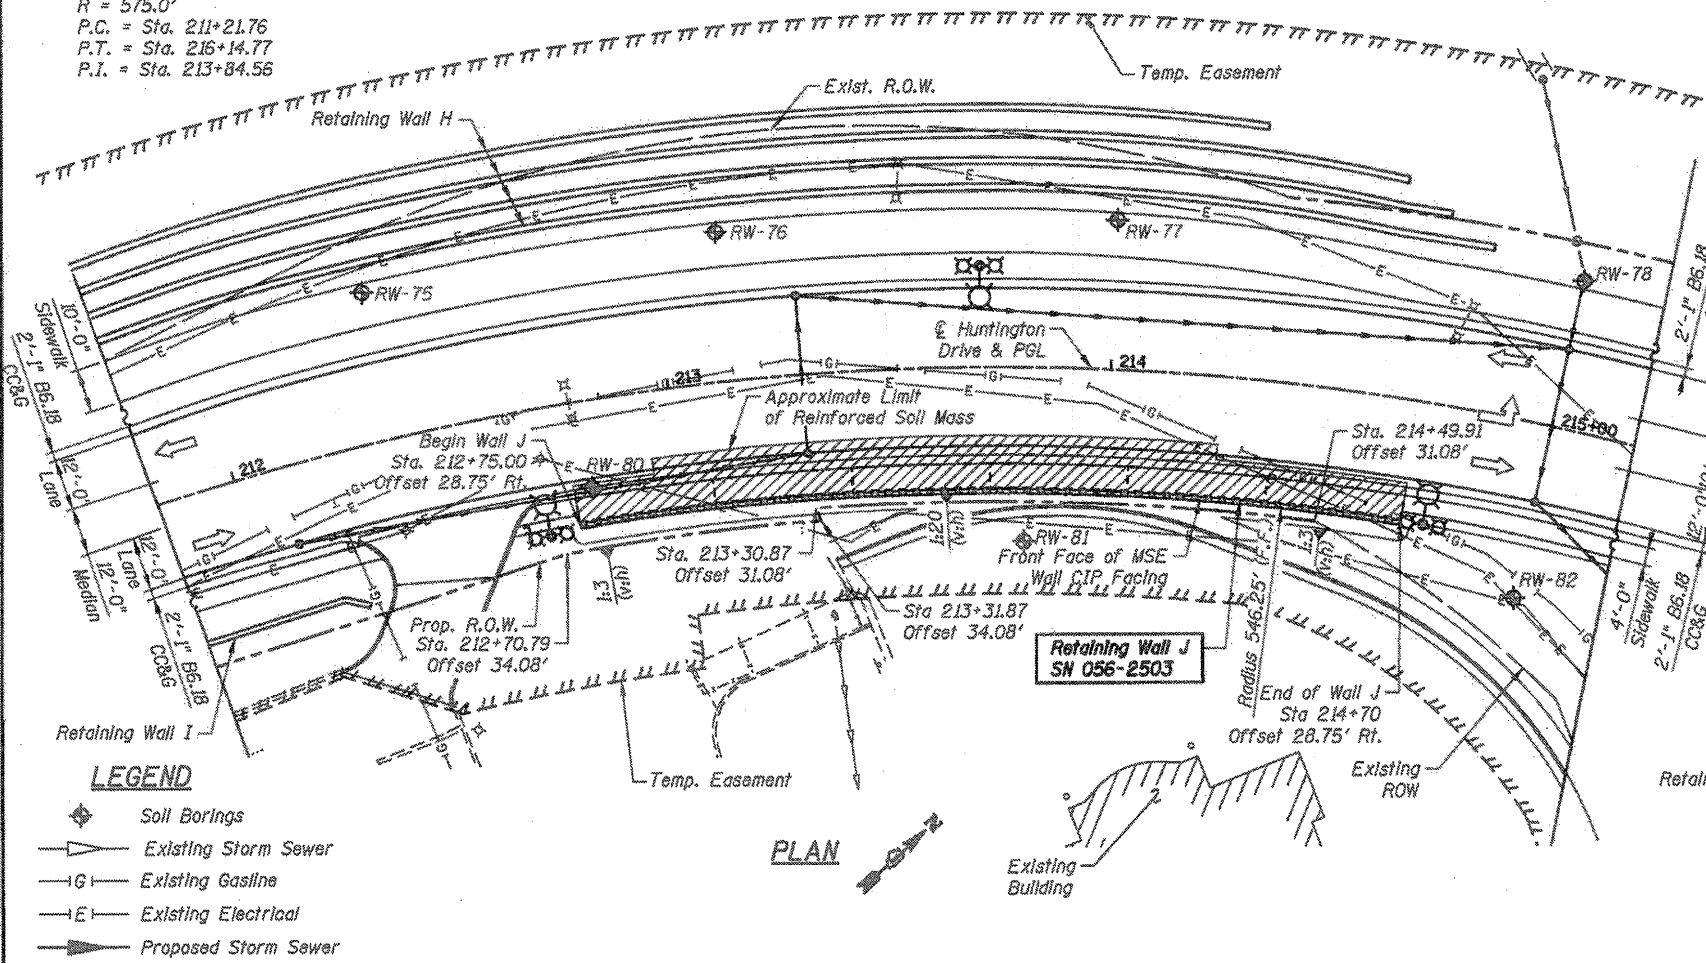 R = 575.0'
P.C. = Sta. 211+21.76
P.T. = Sta. 216+14.77
P.I. = Sta. 213+84.56
Temp. Easement
Exist. R.O.W.
Retaining Wall H
RW-76
RW-77
RW-78
RW-75
10'-0"
Sidewalk
2'-1" B6.18
CC&G
12'-0"
Lane
12'-0"
Lane
12'-0"
Median
2'-1" B6.18
CC&G
2'-1" B6.18
℄ Huntington
Drive & PGL
212
213
214
215+00
Approximate Limit
of Reinforced Soil Mass
Begin Wall J
Sta. 212+75.00
Offset 28.75' Rt.
RW-80
Sta. 214+49.91
Offset 31.08'
Sta. 213+30.87
Offset 31.08'
1:3
(v:h)
1:20
(v:h)
RW-81
Front Face of MSE
Wall CIP Facing
1:3
(v:h)
RW-82
Prop. R.O.W.
Sta. 212+70.79
Offset 34.08'
Sta 213+31.87
Offset 34.08'
Retaining Wall J
SN 056-2503
Radius 546.25' (F.F.)
End of Wall J
Sta 214+70
Offset 28.75' Rt.
4'-0"
Sidewalk
2'-1" B6.18
CC&G
12'-0"
Retaining Wall I
Temp. Easement
Existing
ROW
Existing
Building
PLAN
N
LEGEND
Soil Borings
Existing Storm Sewer
G Existing Gasline
E Existing Electrical
Proposed Storm Sewer